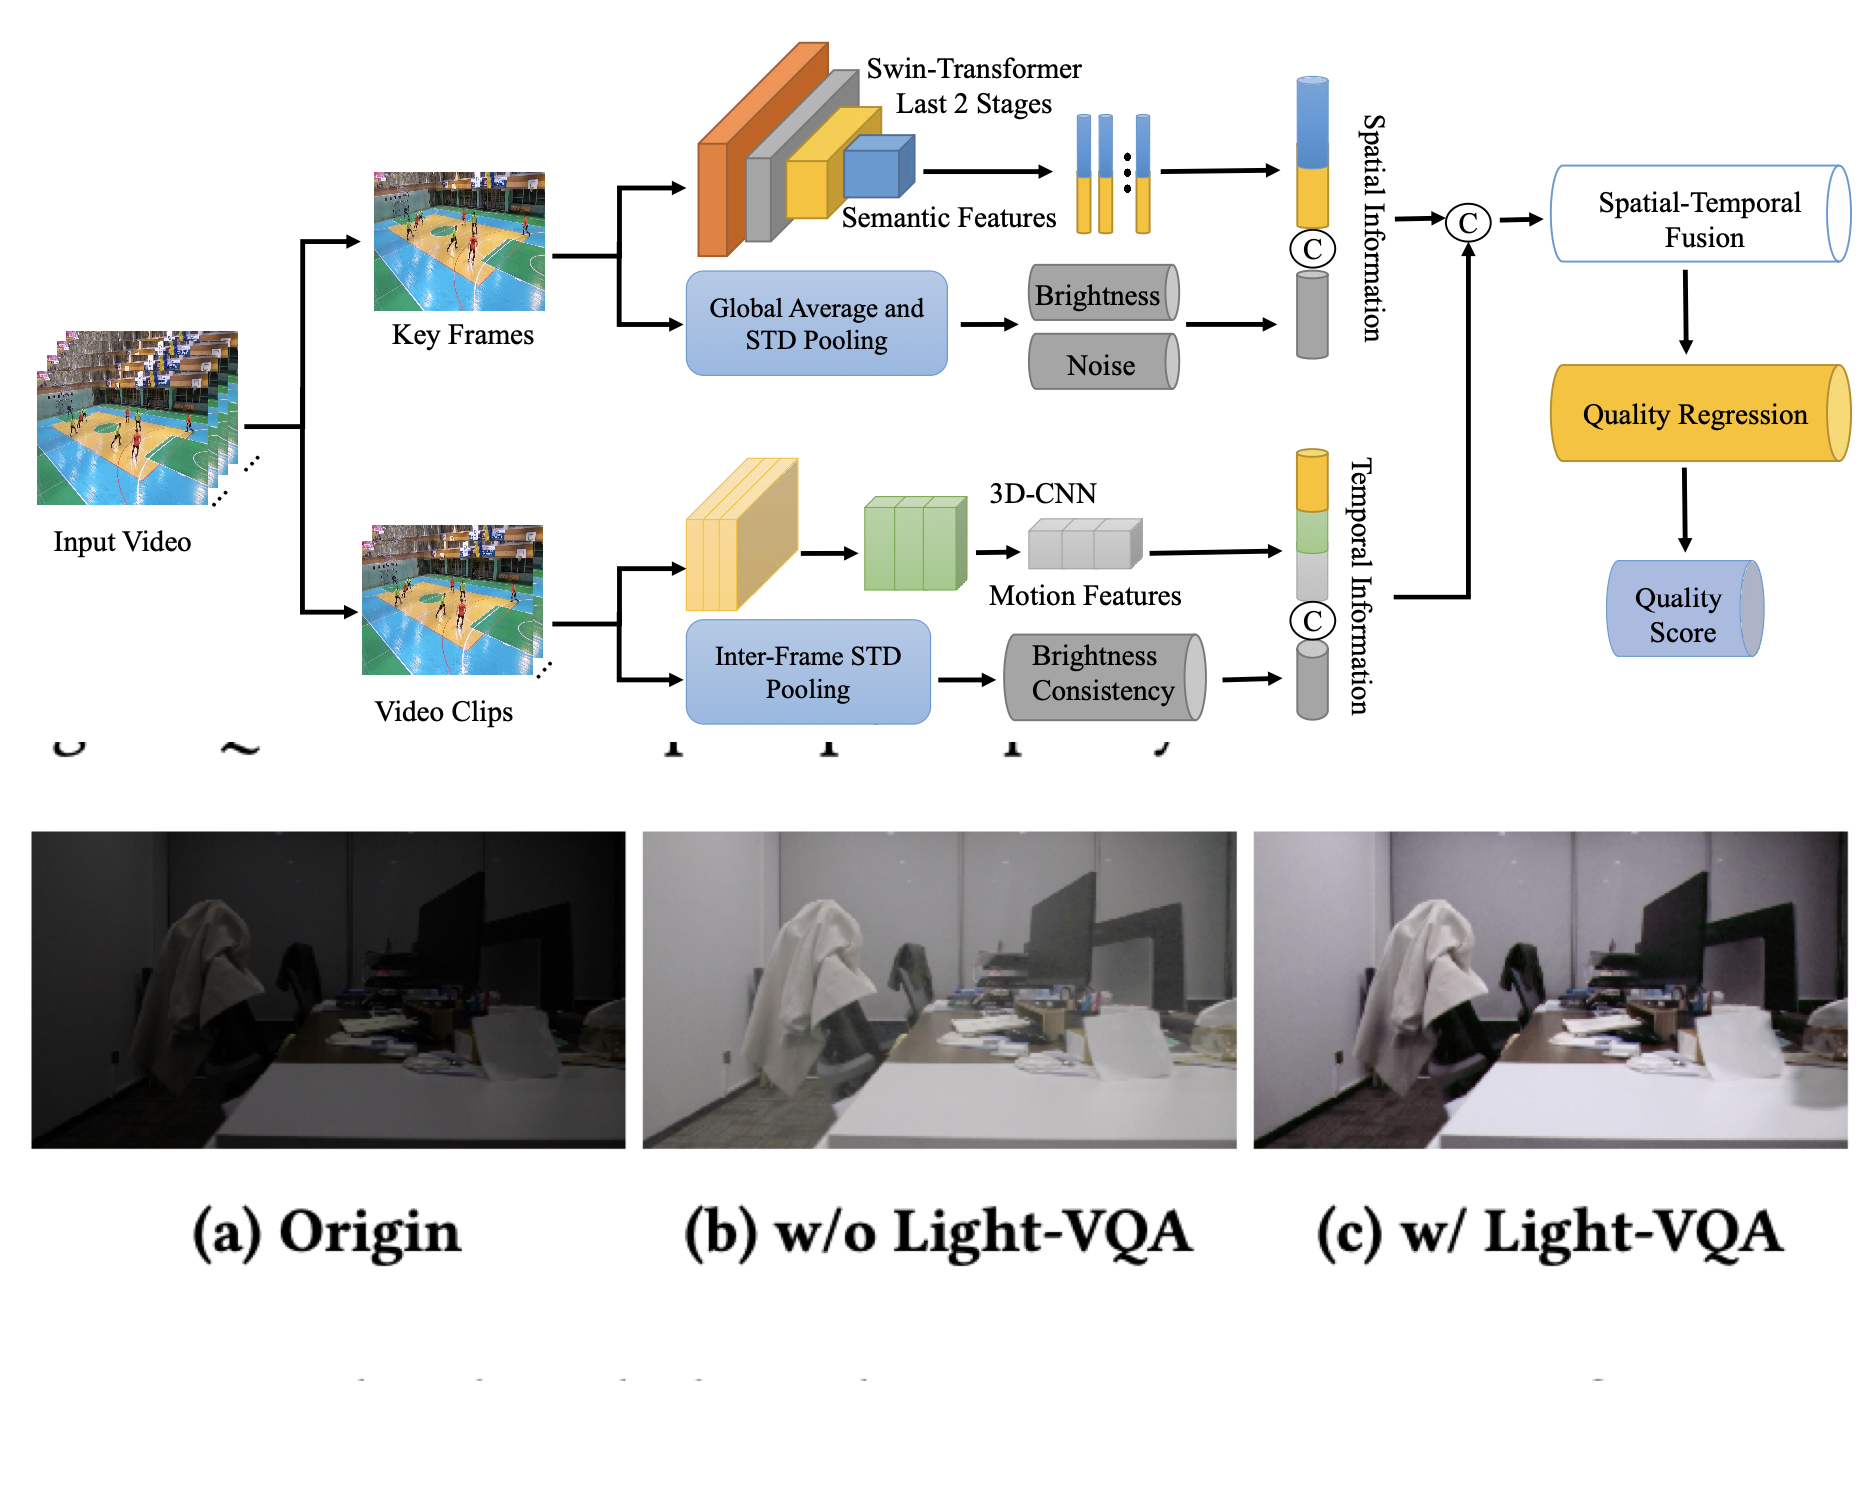 Swin-Transformer
Last 2 Stages
Semantic Features
Key Frames
Global Average and
STD Pooling
Brightness
Noise
C
Spatial Information
C
Spatial-Temporal
Fusion
Quality Regression
Quality
Score
Input Video
Video Clips
3D-CNN
Motion Features
Inter-Frame STD
Pooling
Brightness
Consistency
C
Temporal Information
(a) Origin
(b) w/o Light-VQA
(c) w/ Light-VQA